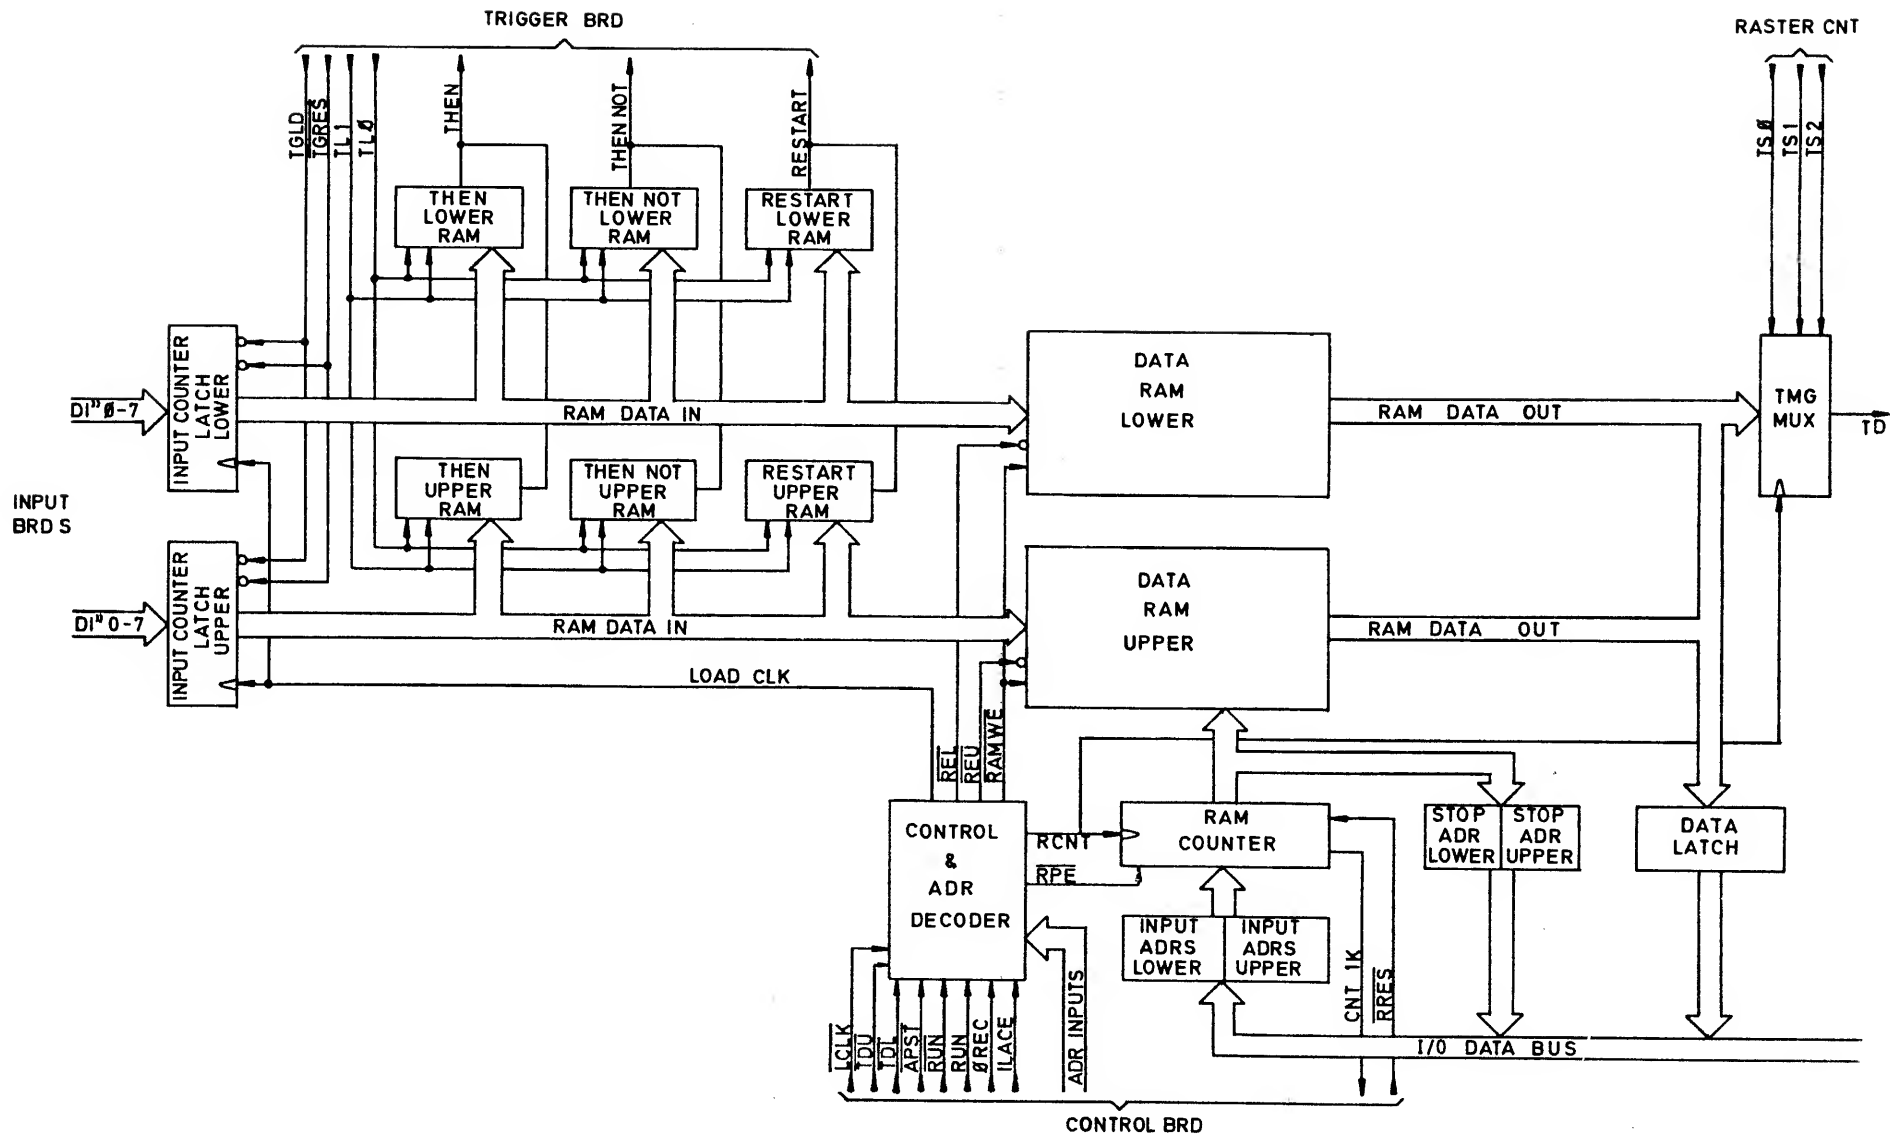 TRIGGER BRD
RASTER CNT
TGLD
TGRES
TL1
TLØ
THEN
THEN NOT
RESTART
TSØ
TS1
TS2
THEN
LOWER
RAM
THEN NOT
LOWER
RAM
RESTART
LOWER
RAM
INPUT COUNTER
LATCH
LOWER
DI"Ø-7
RAM DATA IN
DATA
RAM
LOWER
RAM DATA OUT
TMG
MUX
TD
INPUT
BRD S
THEN
UPPER
RAM
THEN NOT
UPPER
RAM
RESTART
UPPER
RAM
INPUT COUNTER
LATCH
UPPER
DI"0-7
RAM DATA IN
DATA
RAM
UPPER
RAM DATA OUT
LOAD CLK
REL
REU
RAMWE
CONTROL
&
ADR
DECODER
RCNT
RPE
RAM
COUNTER
STOP
ADR
LOWER
STOP
ADR
UPPER
DATA
LATCH
INPUT
ADRS
LOWER
INPUT
ADRS
UPPER
LCLK
TDU
TDL
APST
RUN
RUN
ØREC
ILACE
ADR INPUTS
CNT 1K
RRES
I/O DATA BUS
CONTROL BRD